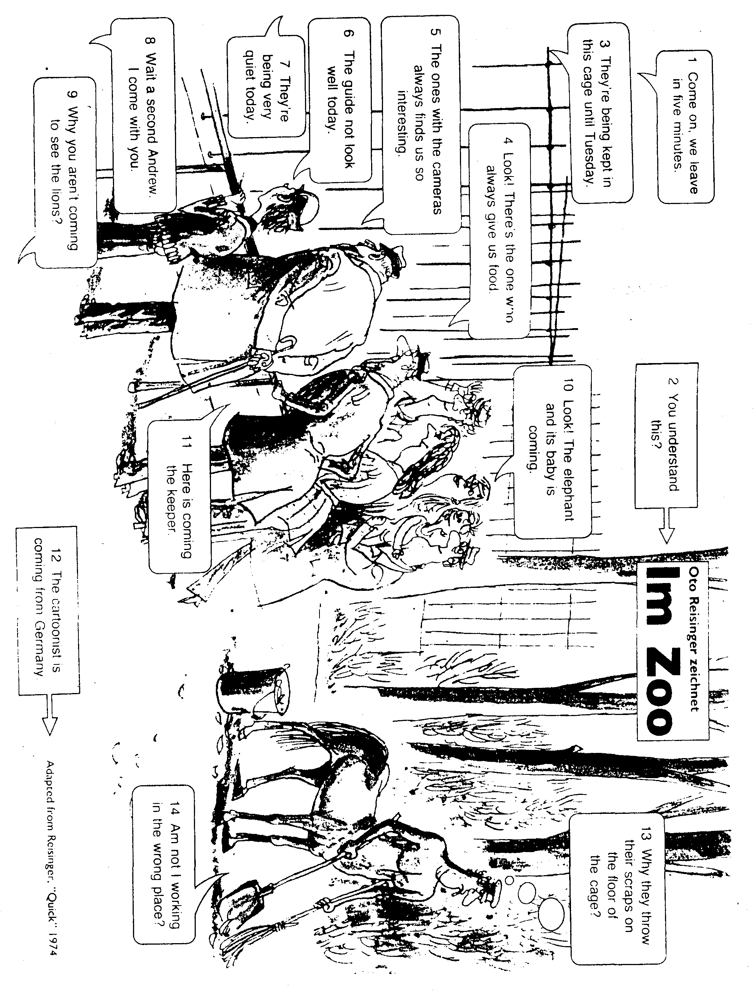 1 Come on, we leave
in five minutes.
2 You understand
this?
Oto Reisinger zeichnet
Im Zoo
3 They're being kept in
this cage until Tuesday.
4 Look! There's the one who
always give us food.
5 The ones with the cameras
always finds us so
interesting.
6 The guide not look
well today.
7 They're
being very
quiet today.
8 Wait a second Andrew.
I come with you.
9 Why you aren't coming
to see the lions?
10 Look! The elephant
and its baby is
coming.
11 Here is coming
the keeper.
12 The cartoonist is
coming from Germany.
13 Why they throw
their scraps on
the floor of
the cage?
14 Am not I working
in the wrong place?
Adapted from Reisinger, "Quick" 1974